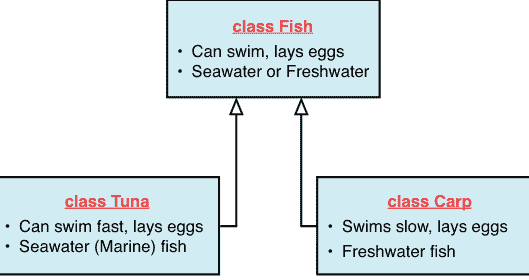 class Fish
• Can swim, lays eggs
• Seawater or Freshwater
class Tuna
• Can swim fast, lays eggs
• Seawater (Marine) fish
class Carp
• Swims slow, lays eggs
• Freshwater fish